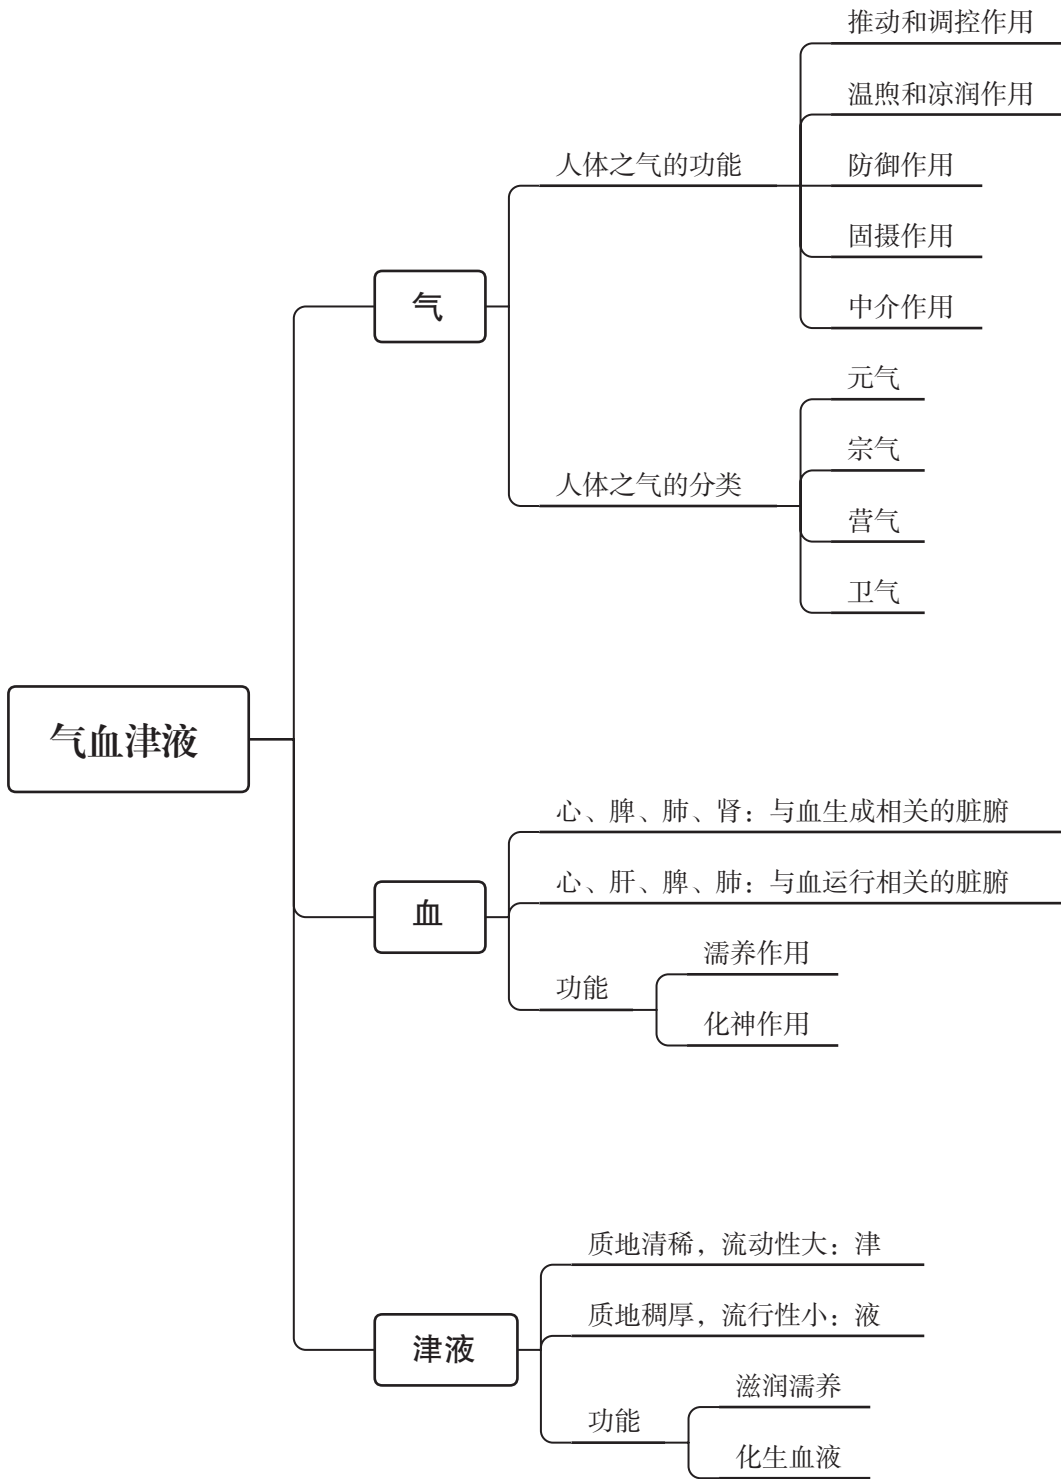 推动和调控作用
温煦和凉润作用
人体之气的功能
防御作用
固摄作用
气
中介作用
元气
宗气
人体之气的分类
营气
卫气
气血津液
心、脾、肺、肾：与血生成相关的脏腑
心、肝、脾、肺：与血运行相关的脏腑
血
濡养作用
功能
化神作用
质地清稀，流动性大：津
质地稠厚，流行性小：液
津液
滋润濡养
功能
化生血液